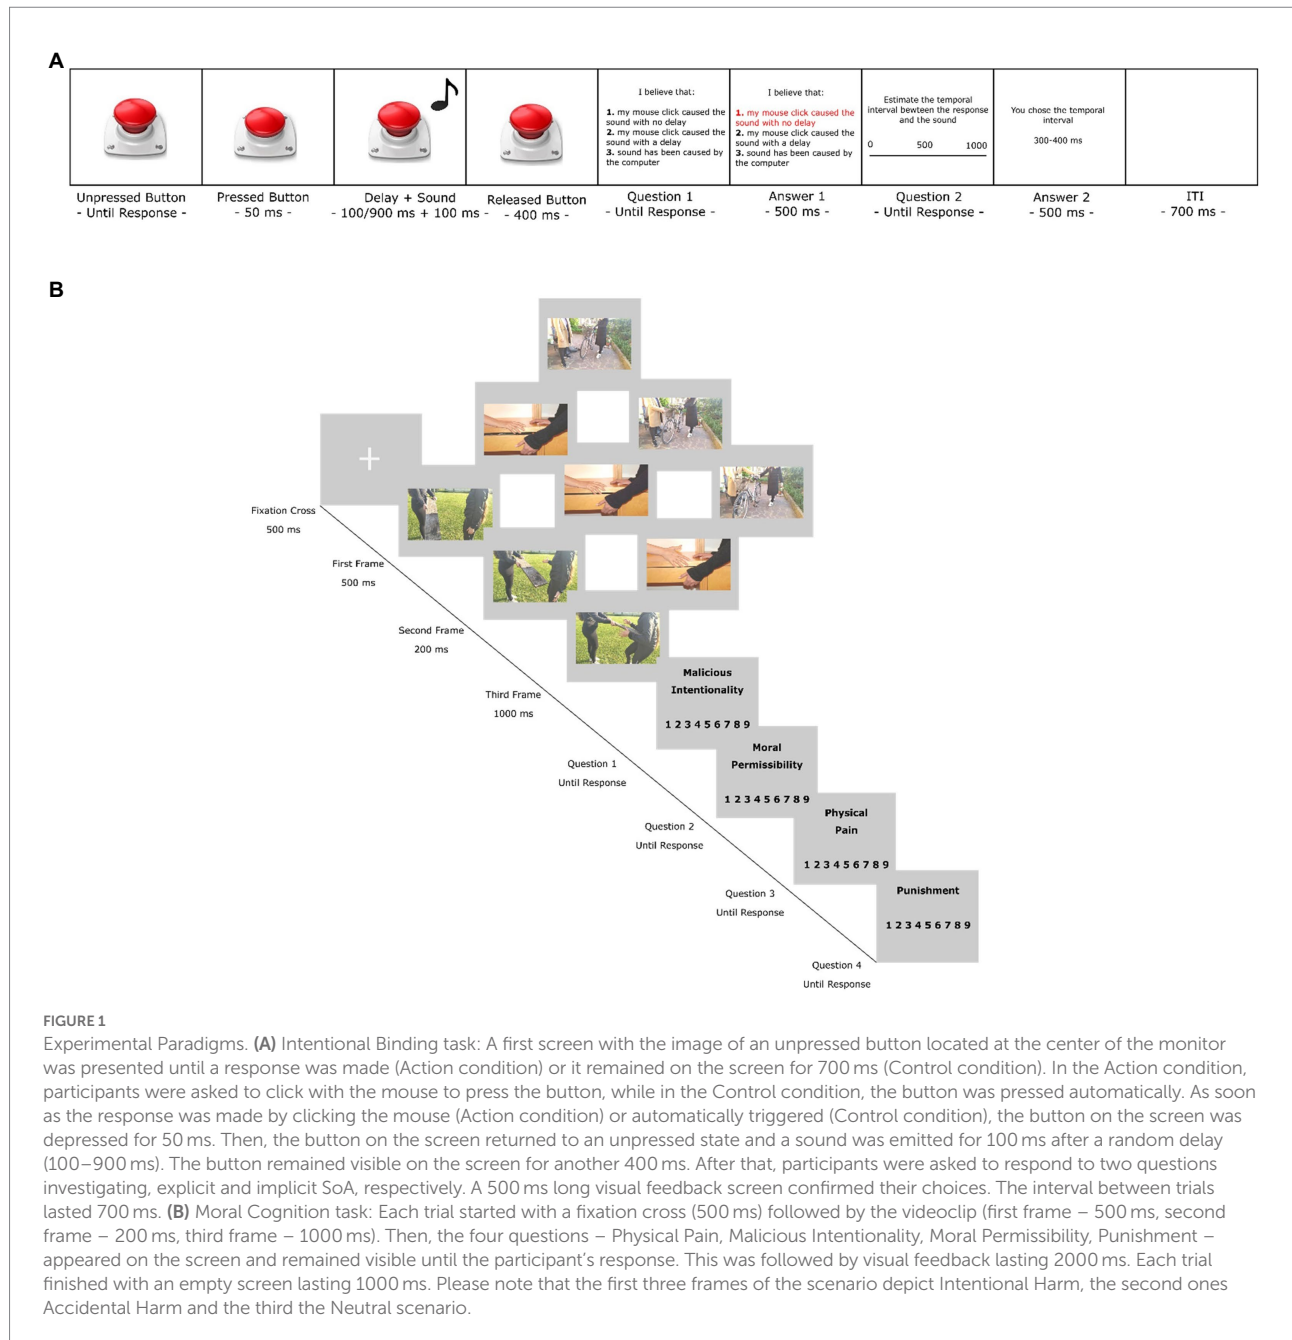 A
I believe that:
1. my mouse click caused the
sound with no delay
2. my mouse click caused the
sound with a delay
3. sound has been caused by
the computer
I believe that:
1. my mouse click caused the
sound with no delay
2. my mouse click caused the
sound with a delay
3. sound has been caused by
the computer
Estimate the temporal
interval bewteen the response
and the sound
0 500 1000
You chose the temporal
interval
300-400 ms
Unpressed Button
- Until Response -
Pressed Button
- 50 ms -
Delay + Sound
- 100/900 ms + 100 ms -
Released Button
- 400 ms -
Question 1
- Until Response -
Answer 1
- 500 ms -
Question 2
- Until Response -
Answer 2
- 500 ms -
ITI
- 700 ms -
B
Fixation Cross
500 ms
First Frame
500 ms
Second Frame
200 ms
Third Frame
1000 ms
Malicious
Intentionality
1 2 3 4 5 6 7 8 9
Question 1
Until Response
Moral
Permissibility
1 2 3 4 5 6 7 8 9
Question 2
Until Response
Physical
Pain
1 2 3 4 5 6 7 8 9
Question 3
Until Response
Punishment
1 2 3 4 5 6 7 8 9
Question 4
Until Response
FIGURE 1
Experimental Paradigms. (A) Intentional Binding task: A first screen with the image of an unpressed button located at the center of the monitor
was presented until a response was made (Action condition) or it remained on the screen for 700 ms (Control condition). In the Action condition,
participants were asked to click with the mouse to press the button, while in the Control condition, the button was pressed automatically. As soon
as the response was made by clicking the mouse (Action condition) or automatically triggered (Control condition), the button on the screen was
depressed for 50 ms. Then, the button on the screen returned to an unpressed state and a sound was emitted for 100 ms after a random delay
(100–900 ms). The button remained visible on the screen for another 400 ms. After that, participants were asked to respond to two questions
investigating, explicit and implicit SoA, respectively. A 500 ms long visual feedback screen confirmed their choices. The interval between trials
lasted 700 ms. (B) Moral Cognition task: Each trial started with a fixation cross (500 ms) followed by the videoclip (first frame – 500 ms, second
frame – 200 ms, third frame – 1000 ms). Then, the four questions – Physical Pain, Malicious Intentionality, Moral Permissibility, Punishment –
appeared on the screen and remained visible until the participant's response. This was followed by visual feedback lasting 2000 ms. Each trial
finished with an empty screen lasting 1000 ms. Please note that the first three frames of the scenario depict Intentional Harm, the second ones
Accidental Harm and the third the Neutral scenario.